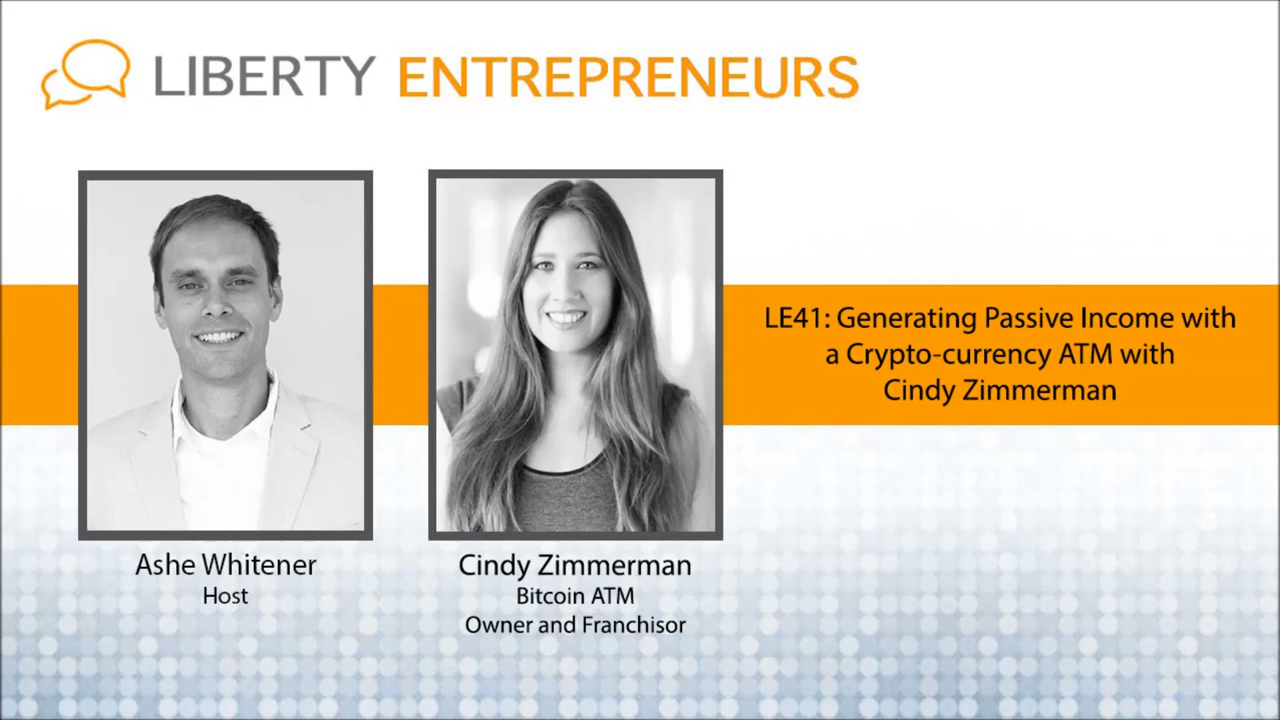 LIBERTY ENTREPRENEURS
LE41: Generating Passive Income with
a Crypto-currency ATM with
Cindy Zimmerman
Ashe Whitener
Host
Cindy Zimmerman
Bitcoin ATM
Owner and Franchisor